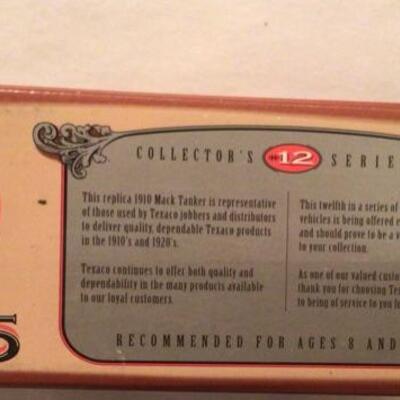 COLLECTOR'S #12 SERIE
This replica 1910 Mack Tanker is representative
of those used by Texaco jobbers and distributors
to deliver quality, dependable Texaco products
in the 1910's and 1920's.
Texaco continues to offer both quality and
dependability in the many products available
to our loyal customers.
This twelfth in a series of
vehicles is being offered e
and should prove to be a v
to your collection.
As one of our valued custo
thank you for choosing Tex
to being of service to you f
RECOMMENDED FOR AGES 8 AND